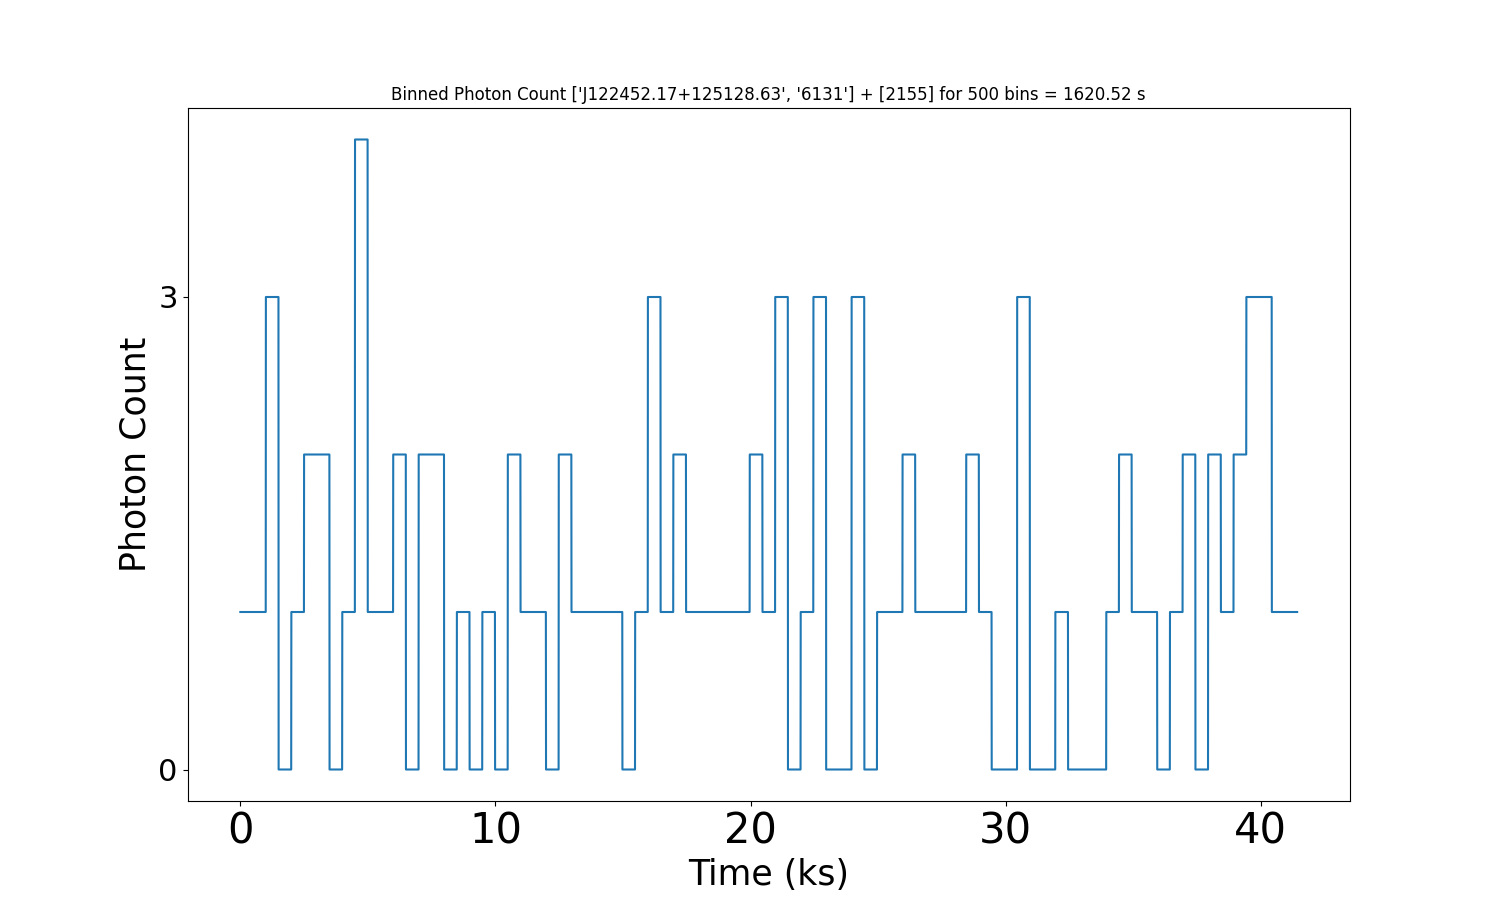 Binned Photon Count ['J122452.17+125128.63', '6131'] + [2155] for 500 bins = 1620.52 s
Photon Count
3
0
0 10 20 30 40
Time (ks)